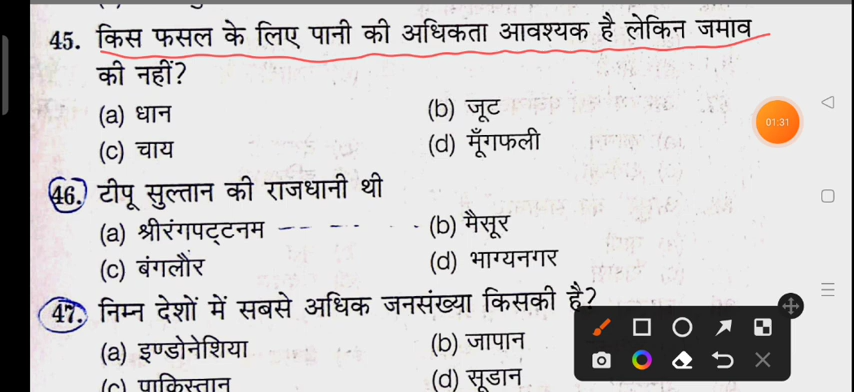 45. किस फसल के लिए पानी की अधिकता आवश्यक है लेकिन जमाव
की नहीं?
(a) धान (b) जूट
(c) चाय (d) मूँगफली
46. टीपू सुल्तान की राजधानी थी
(a) श्रीरंगपट्टनम (b) मैसूर
(c) बंगलौर (d) भाग्यनगर
47. निम्न देशों में सबसे अधिक जनसंख्या किसकी है?
(a) इण्डोनेशिया (b) जापान
(c) पाकिस्तान (d) सूडान
01:31